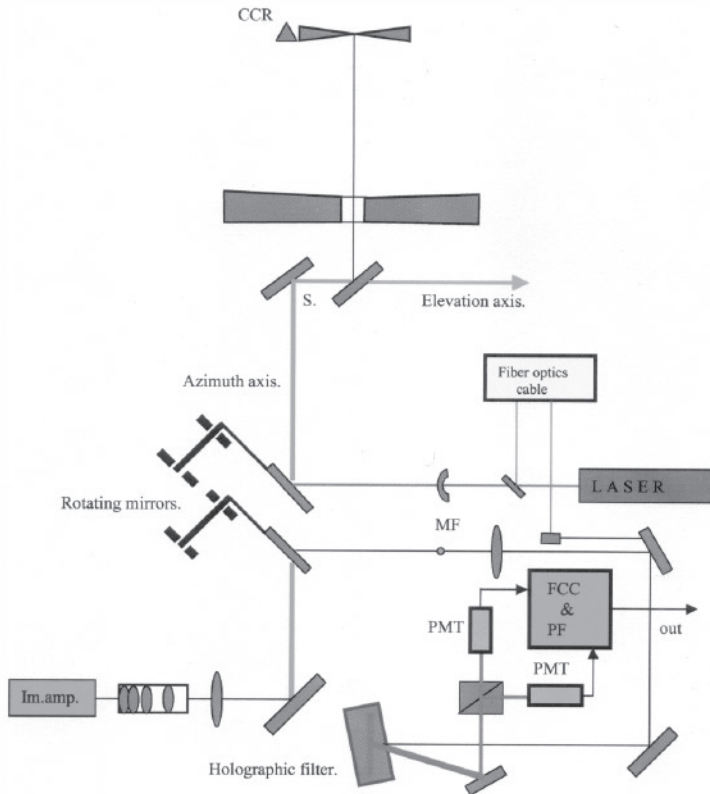 CCR
S.
Elevation axis.
Azimuth axis.
Fiber optics
cable
LASER
Rotating mirrors.
MF
FCC
&
PF
PMT
out
PMT
Im.amp.
Holographic filter.